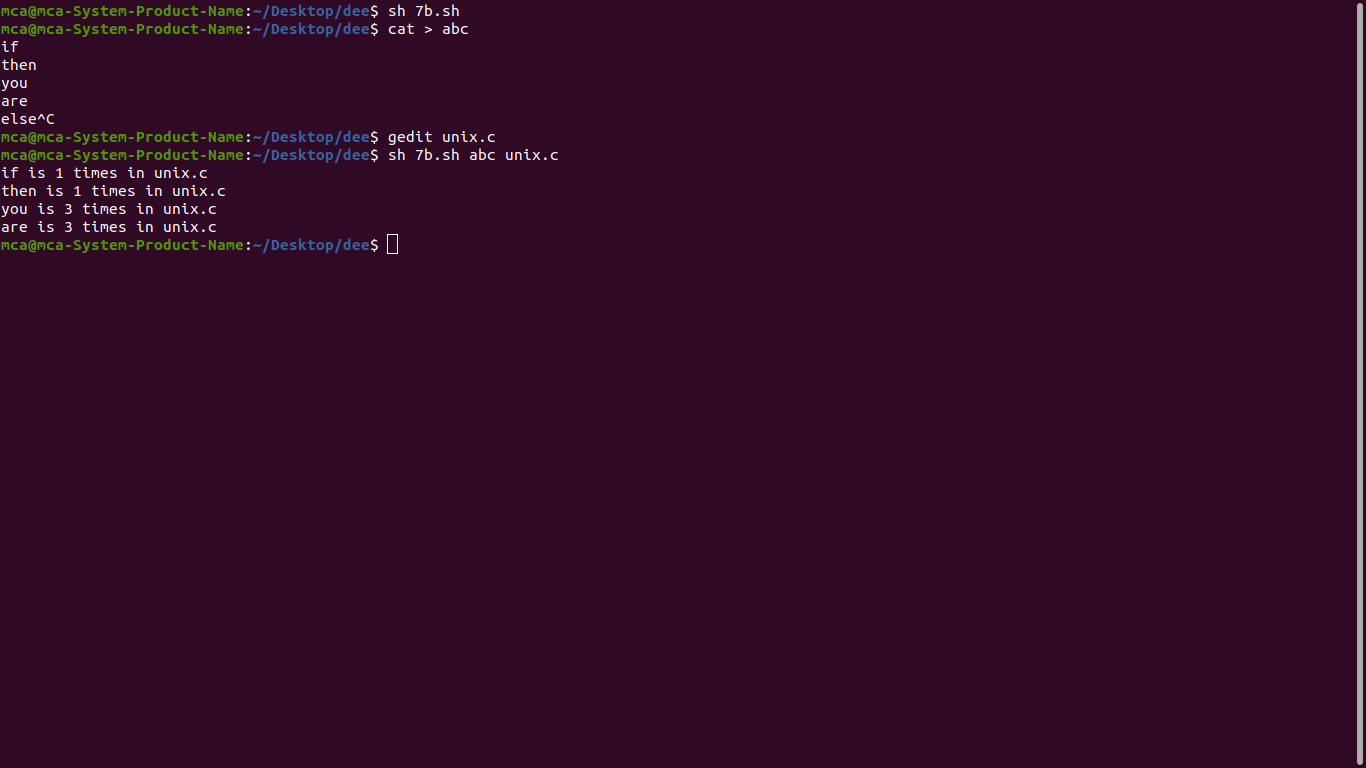 mca@mca-System-Product-Name:~/Desktop/dee$ sh 7b.sh
mca@mca-System-Product-Name:~/Desktop/dee$ cat > abc
if
then
you
are
else^C
mca@mca-System-Product-Name:~/Desktop/dee$ gedit unix.c
mca@mca-System-Product-Name:~/Desktop/dee$ sh 7b.sh abc unix.c
if is 1 times in unix.c
then is 1 times in unix.c
you is 3 times in unix.c
are is 3 times in unix.c
mca@mca-System-Product-Name:~/Desktop/dee$